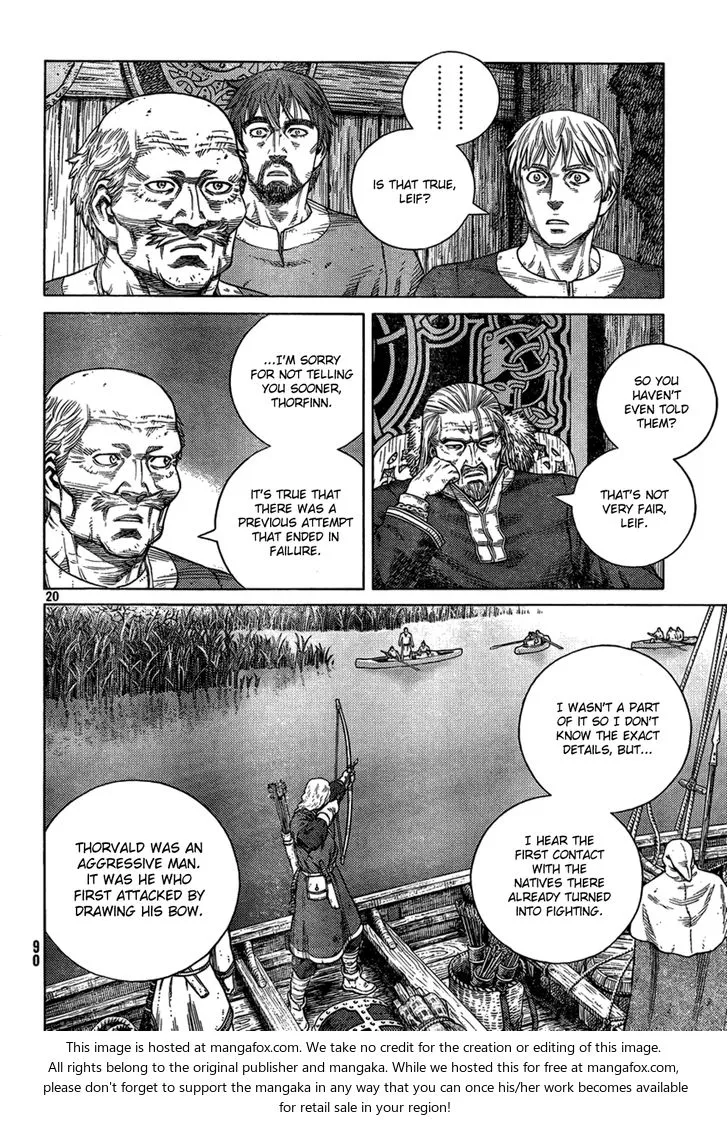 ............
IS THAT TRUE,
LEIF?
SO YOU
HAVEN'T
EVEN TOLD
THEM?
THAT'S NOT
VERY FAIR,
LEIF.
...I'M SORRY
FOR NOT TELLING
YOU SOONER,
THORFINN.
IT'S TRUE THAT
THERE WAS A
PREVIOUS ATTEMPT
THAT ENDED IN
FAILURE.
20
I WASN'T A PART
OF IT SO I DON'T
KNOW THE EXACT
DETAILS, BUT...
I HEAR THE
FIRST CONTACT
WITH THE
NATIVES THERE
ALREADY TURNED
INTO FIGHTING.
THORVALD WAS AN
AGGRESSIVE MAN.
IT WAS HE WHO
FIRST ATTACKED BY
DRAWING HIS BOW.
90
This image is hosted at mangafox.com. We take no credit for the creation or editing of this image.
All rights belong to the original publisher and mangaka. While we hosted this for free at mangafox.com,
please don't forget to support the mangaka in any way that you can once his/her work becomes available
for retail sale in your region!